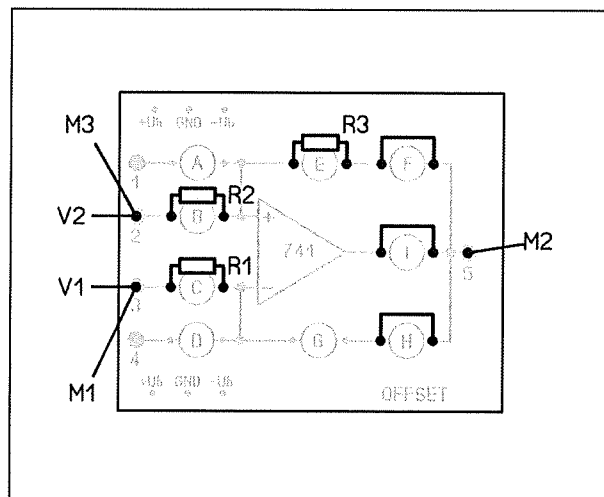 M3
+Ub GND -Ub
R3
A
E
F
1
R2
V2
B
+
2
741
I
M2
5
R1
V1
C
-
3
D
G
H
4
M1
+Ub GND -Ub
OFFSET